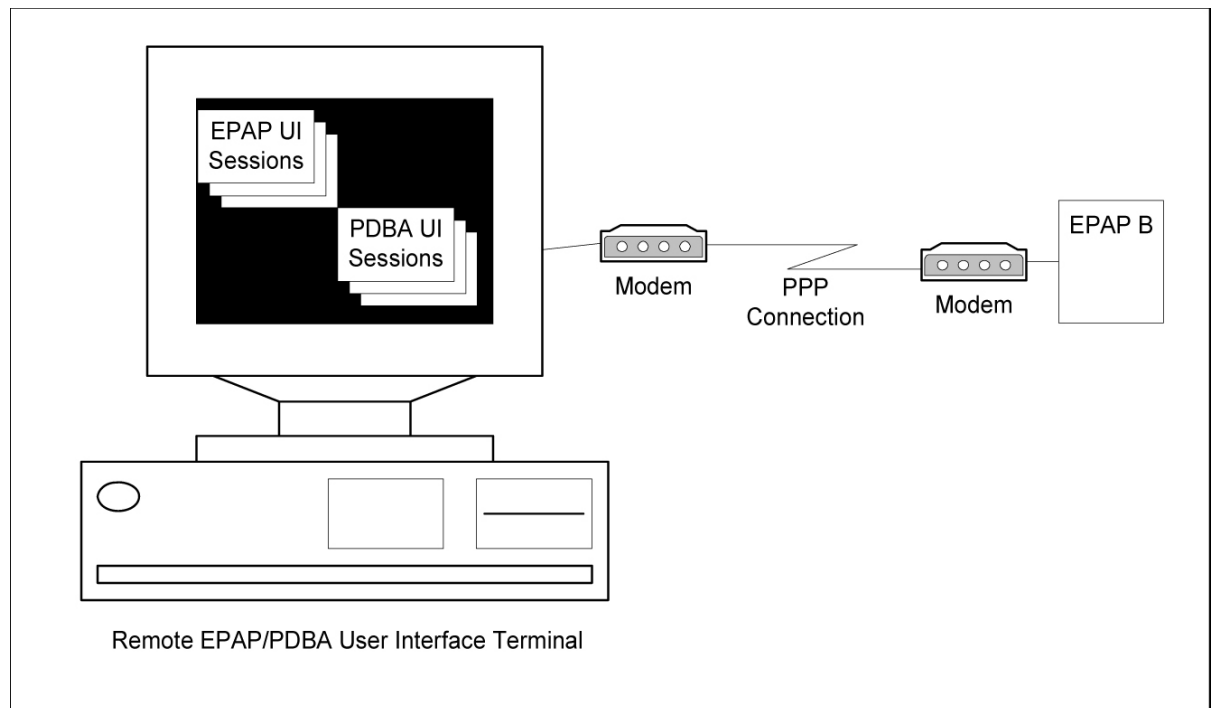 EPAP UI
Sessions
PDBA UI
Sessions
Modem
PPP
Connection
Modem
EPAP B
Remote EPAP/PDBA User Interface Terminal